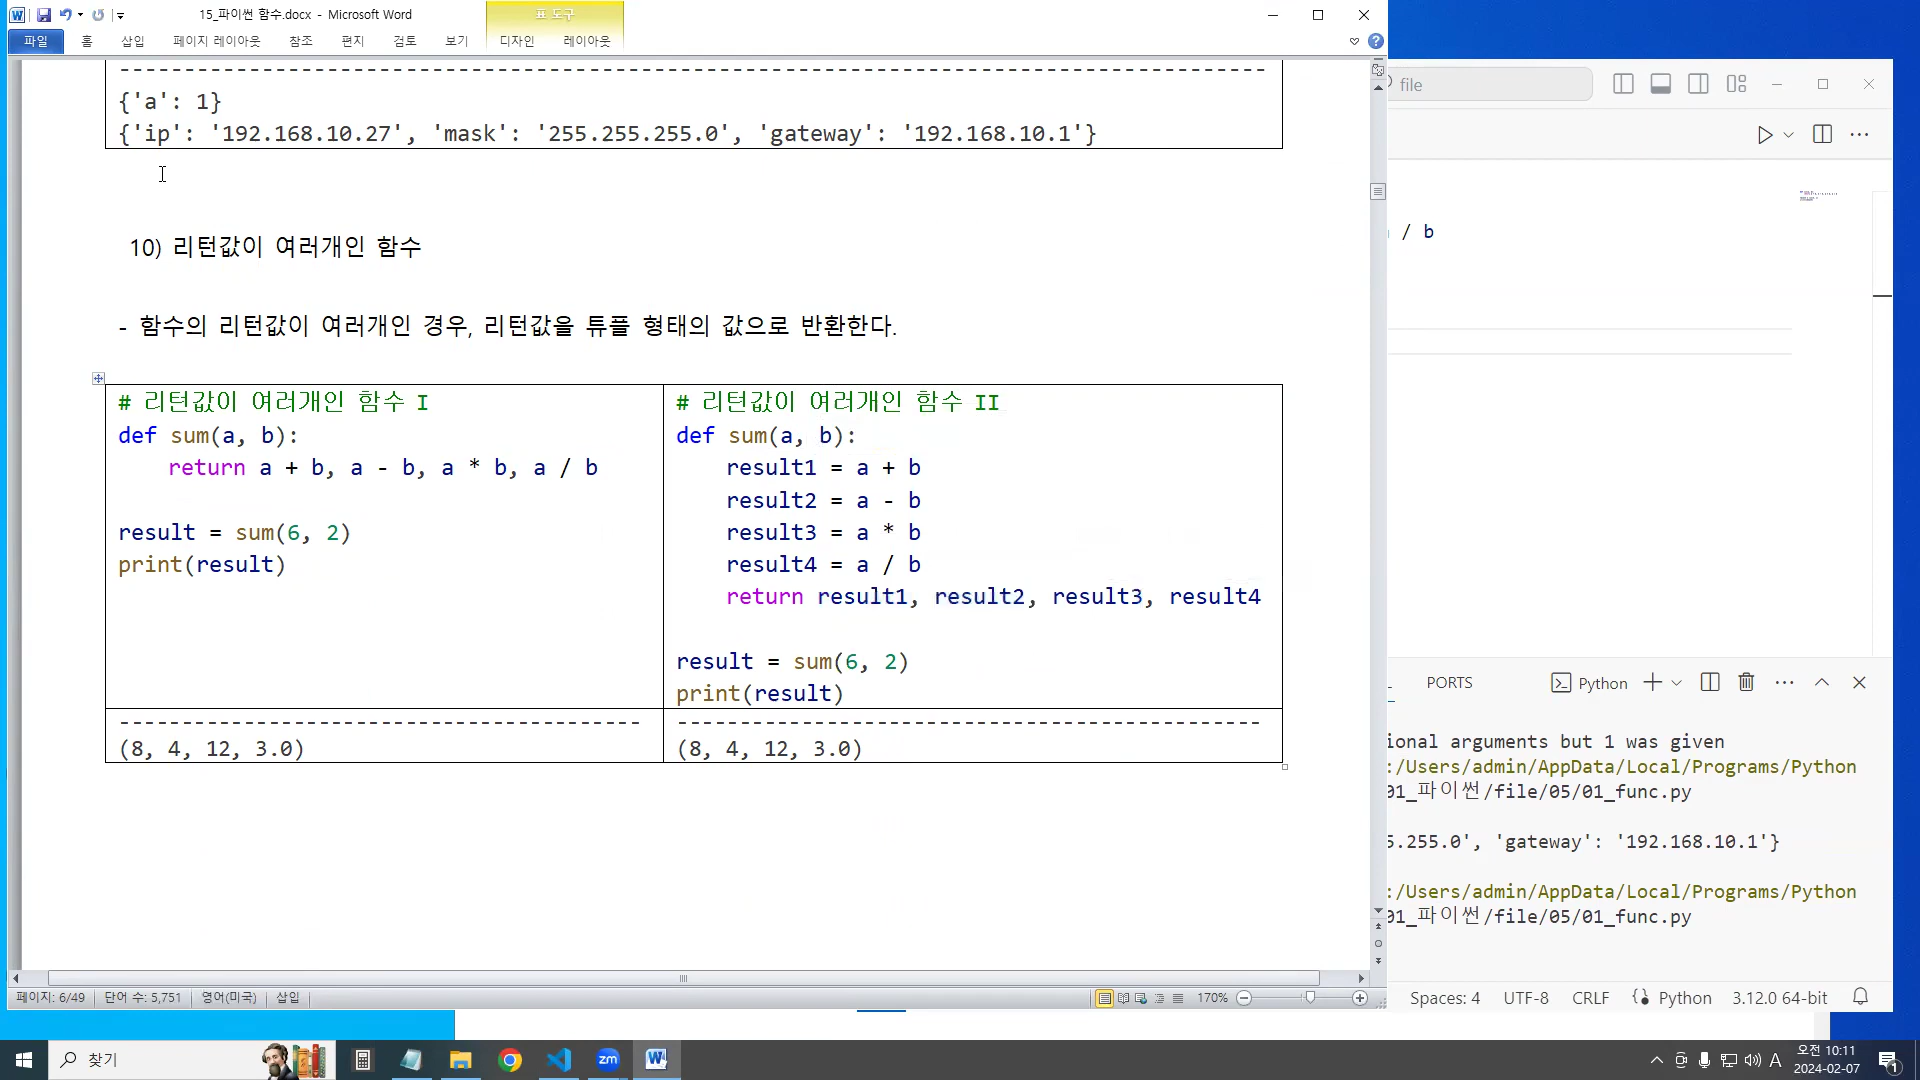 15_파이썬 함수.docx - Microsoft Word
표 도구
파일 홈 삽입 페이지 레이아웃 참조 편지 검토 보기 디자인 레이아웃
{'a': 1}
{'ip': '192.168.10.27', 'mask': '255.255.255.0', 'gateway': '192.168.10.1'}
10) 리턴값이 여러개인 함수
- 함수의 리턴값이 여러개인 경우, 리턴값을 튜플 형태의 값으로 반환한다.
# 리턴값이 여러개인 함수 I
def sum(a, b):
    return a + b, a - b, a * b, a / b
result = sum(6, 2)
print(result)
----------------------------------------
(8, 4, 12, 3.0)
# 리턴값이 여러개인 함수 II
def sum(a, b):
    result1 = a + b
    result2 = a - b
    result3 = a * b
    result4 = a / b
    return result1, result2, result3, result4
result = sum(6, 2)
print(result)
---------------------------------------------
(8, 4, 12, 3.0)
페이지: 6/49 단어 수: 5,751 영어(미국) 삽입 170%
file
/ b
PORTS Python
ional arguments but 1 was given
:/Users/admin/AppData/Local/Programs/Python
01_파이썬/file/05/01_func.py
5.255.0', 'gateway': '192.168.10.1'}
:/Users/admin/AppData/Local/Programs/Python
01_파이썬/file/05/01_func.py
Spaces: 4 UTF-8 CRLF Python 3.12.0 64-bit
찾기
zm
A
오전 10:11
2024-02-07
1